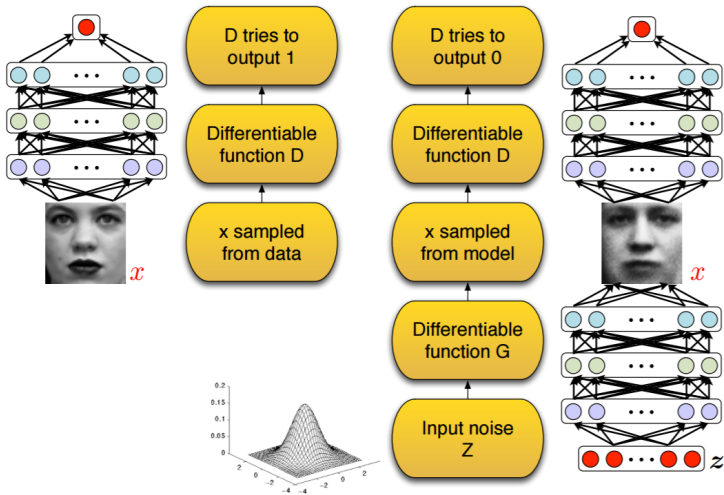 D tries to
output 1
Differentiable
function D
x sampled
from data
x
D tries to
output 0
Differentiable
function D
x sampled
from model
x
Differentiable
function G
Input noise
Z
z
0.2
0.15
0.1
0.05
0
2
0
-2
-4
-4
-2
0
2